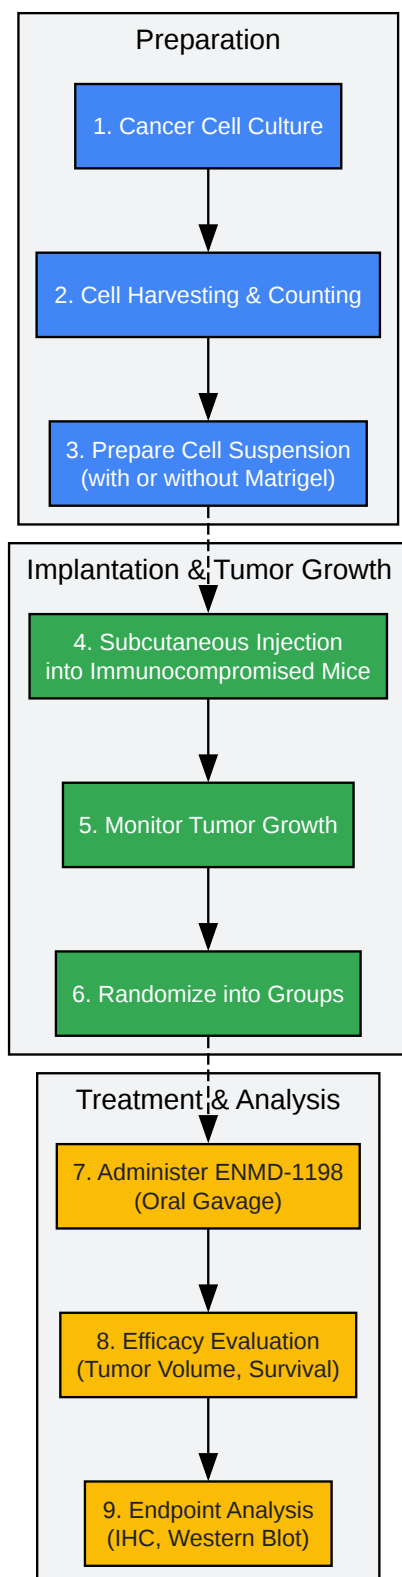 Preparation
1. Cancer Cell Culture
2. Cell Harvesting & Counting
3. Prepare Cell Suspension
(with or without Matrigel)
Implantation & Tumor Growth
4. Subcutaneous Injection
into Immunocompromised Mice
5. Monitor Tumor Growth
6. Randomize into Groups
Treatment & Analysis
7. Administer ENMD-1198
(Oral Gavage)
8. Efficacy Evaluation
(Tumor Volume, Survival)
9. Endpoint Analysis
(IHC, Western Blot)